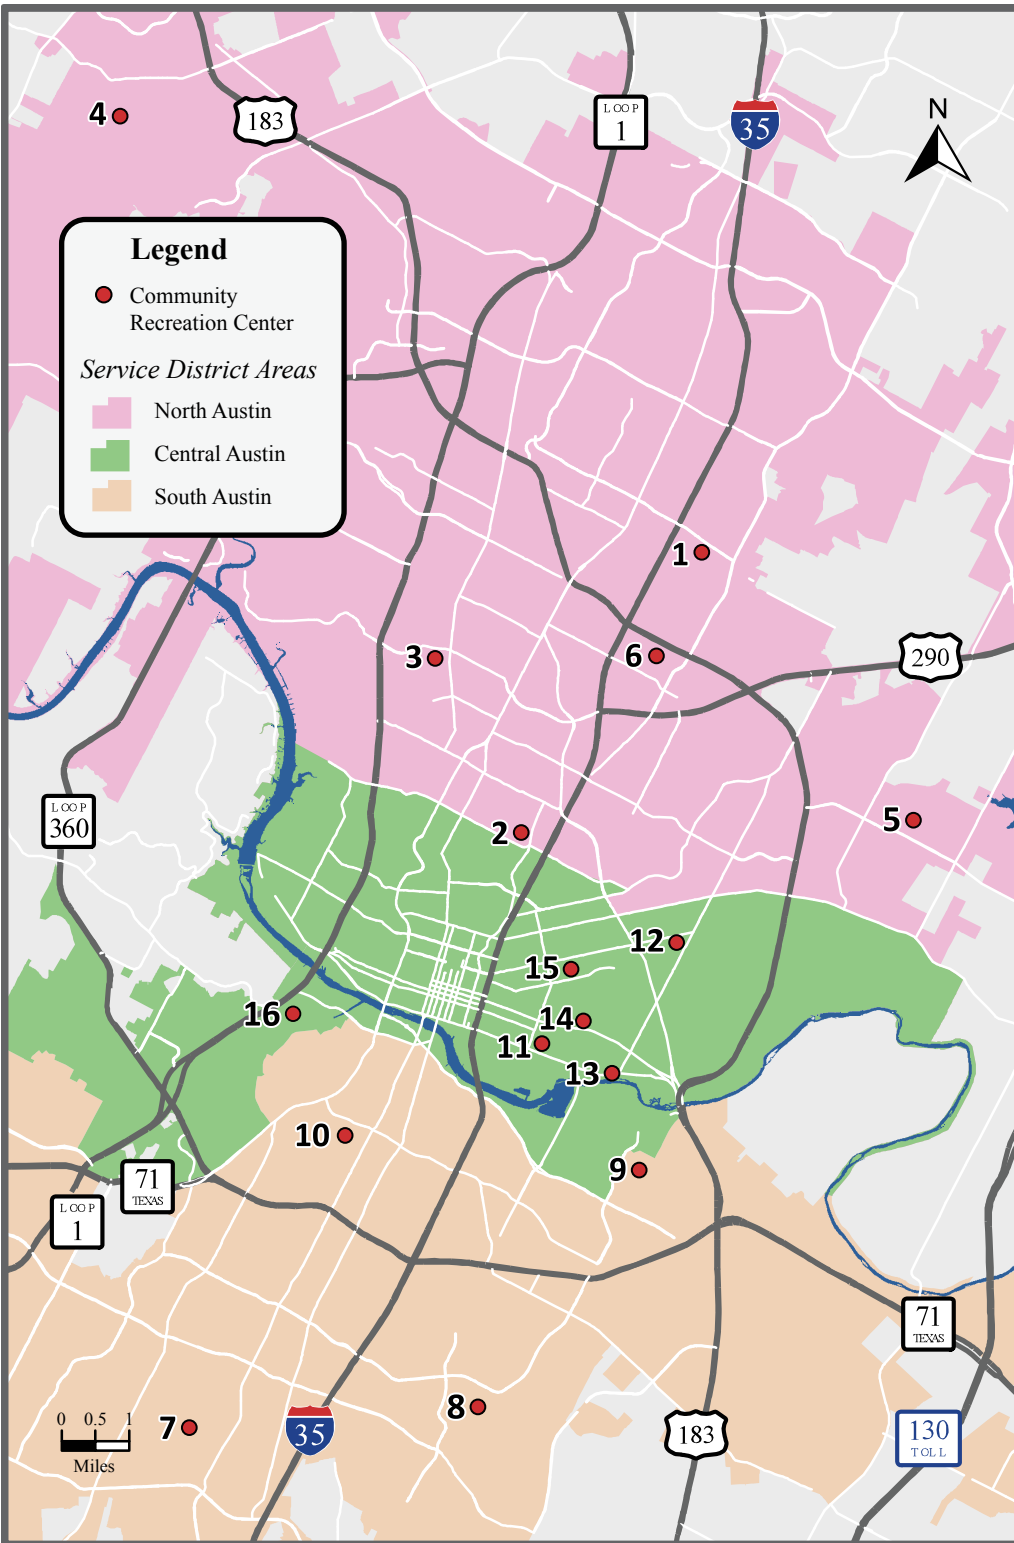 4
183
LOOP
1
35
N
Legend
Community
Recreation Center
Service District Areas
North Austin
Central Austin
South Austin
1
3
6
290
LOOP
360
2
5
12
15
16
14
11
13
10
9
71
TEXAS
LOOP
1
71
TEXAS
8
0 0.5 1
Miles
7
35
183
130
TOLL